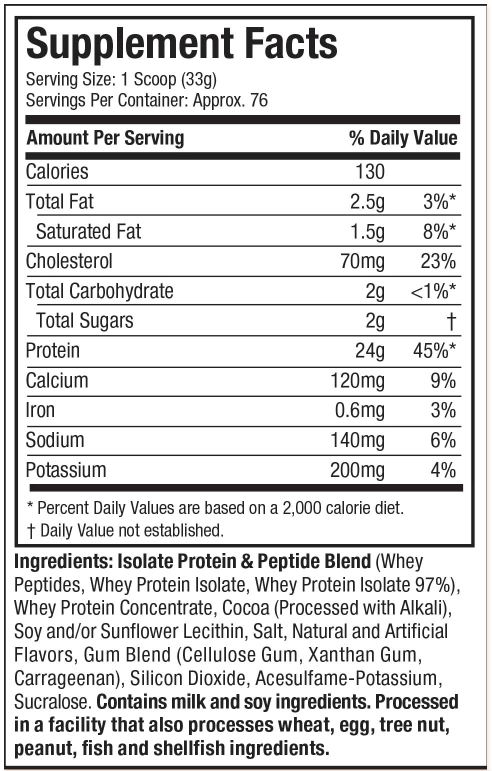 Supplement Facts
Serving Size: 1 Scoop (33g)
Servings Per Container: Approx. 76
Amount Per Serving % Daily Value
Calories 130
Total Fat 2.5g 3%*
Saturated Fat 1.5g 8%*
Cholesterol 70mg 23%
Total Carbohydrate 2g <1%*
Total Sugars 2g †
Protein 24g 45%*
Calcium 120mg 9%
Iron 0.6mg 3%
Sodium 140mg 6%
Potassium 200mg 4%
* Percent Daily Values are based on a 2,000 calorie diet.
† Daily Value not established.
Ingredients: Isolate Protein & Peptide Blend (Whey
Peptides, Whey Protein Isolate, Whey Protein Isolate 97%),
Whey Protein Concentrate, Cocoa (Processed with Alkali),
Soy and/or Sunflower Lecithin, Salt, Natural and Artificial
Flavors, Gum Blend (Cellulose Gum, Xanthan Gum,
Carrageenan), Silicon Dioxide, Acesulfame-Potassium,
Sucralose. Contains milk and soy ingredients. Processed
in a facility that also processes wheat, egg, tree nut,
peanut, fish and shellfish ingredients.